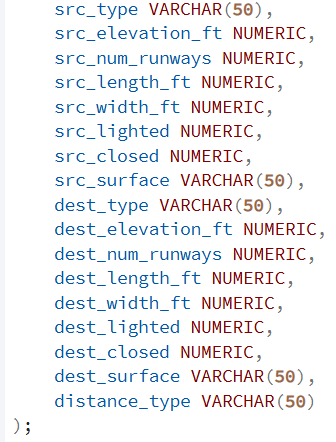 src_type VARCHAR(50),
src_elevation_ft NUMERIC,
src_num_runways NUMERIC,
src_length_ft NUMERIC,
src_width_ft NUMERIC,
src_lighted NUMERIC,
src_closed NUMERIC,
src_surface VARCHAR(50),
dest_type VARCHAR(50),
dest_elevation_ft NUMERIC,
dest_num_runways NUMERIC,
dest_length_ft NUMERIC,
dest_width_ft NUMERIC,
dest_lighted NUMERIC,
dest_closed NUMERIC,
dest_surface VARCHAR(50),
distance_type VARCHAR(50)
);